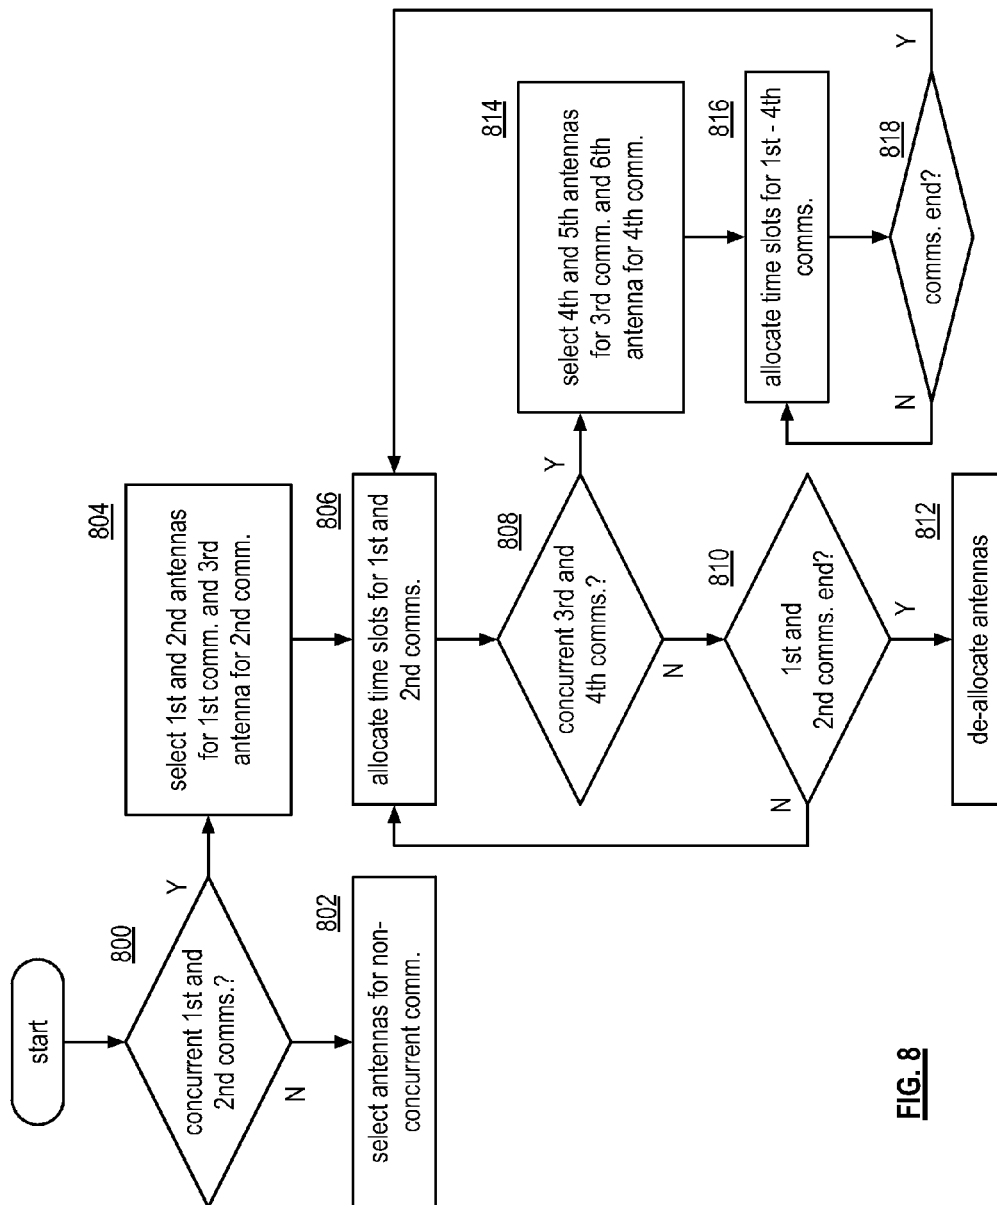 start
800
concurrent 1st and
2nd comms.?
Y
N
802
select antennas for non-
concurrent comm.
804
select 1st and 2nd antennas
for 1st comm. and 3rd
antenna for 2nd comm.
806
allocate time slots for 1st and
2nd comms.
808
concurrent 3rd and
4th comms.?
Y
N
810
1st and
2nd comms. end?
N
Y
812
de-allocate antennas
814
select 4th and 5th antennas
for 3rd comm. and 6th
antenna for 4th comm.
816
allocate time slots for 1st - 4th
comms.
818
comms. end?
N
Y
FIG. 8